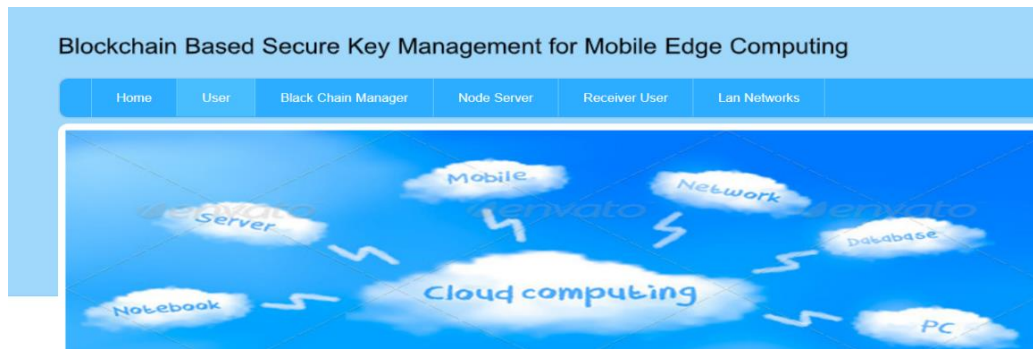 Blockchain Based Secure Key Management for Mobile Edge Computing
Home User Black Chain Manager Node Server Receiver User Lan Networks
Mobile
Network
envato envato envato
Server
Database
Cloud computing
Notebook
PC